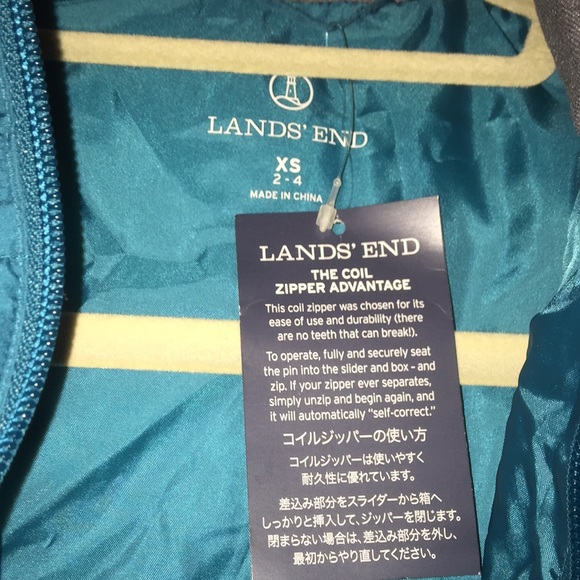 LANDS' END
XS
2 - 4
MADE IN CHINA
LANDS' END
THE COIL
ZIPPER ADVANTAGE
This coil zipper was chosen for its
ease of use and durability (there
are no teeth that can break!).
To operate, fully and securely seat
the pin into the slider and box – and
zip. If your zipper ever separates,
simply unzip and begin again, and
it will automatically “self-correct.”
コイルジッパーの使い方
コイルジッパーは使いやすく
耐久性に優れています。
差込み部分をスライダーから箱へ
しっかりと挿入して、ジッパーを閉じます。
閉まらない場合は、差込み部分を外し、
最初からやり直してください。